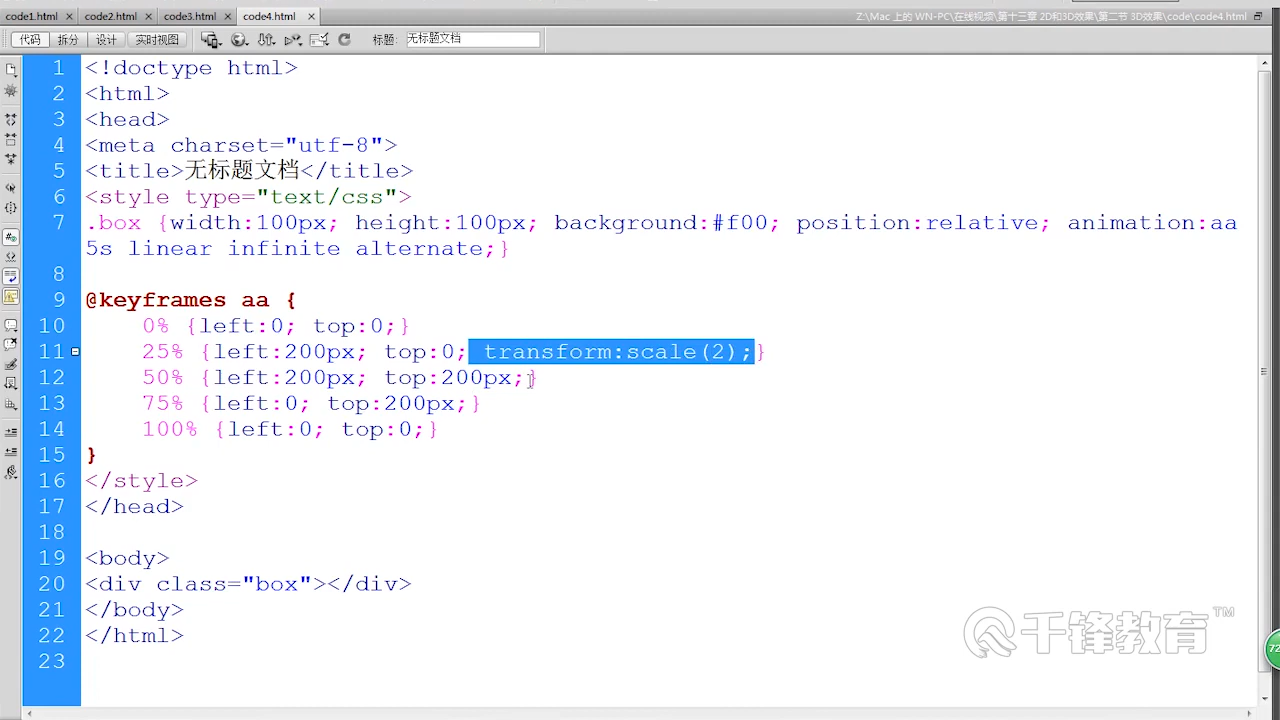 code1.html × code2.html × code3.html × code4.html ×
Z:\Mac 上的 WN-PC\在线视频\第十三章 2D和3D效果\第二节 3D效果\code\code4.html
代码 拆分 设计 实时视图 标题: 无标题文档
1 <!doctype html>
2 <html>
3 <head>
4 <meta charset="utf-8">
5 <title>无标题文档</title>
6 <style type="text/css">
7 .box {width:100px; height:100px; background:#f00; position:relative; animation:aa
5s linear infinite alternate;}
8
9 @keyframes aa {
10 0% {left:0; top:0;}
11 25% {left:200px; top:0; transform:scale(2);}
12 50% {left:200px; top:200px;}
13 75% {left:0; top:200px;}
14 100% {left:0; top:0;}
15 }
16 </style>
17 </head>
18
19 <body>
20 <div class="box"></div>
21 </body>
22 </html>
23
千锋教育™
72